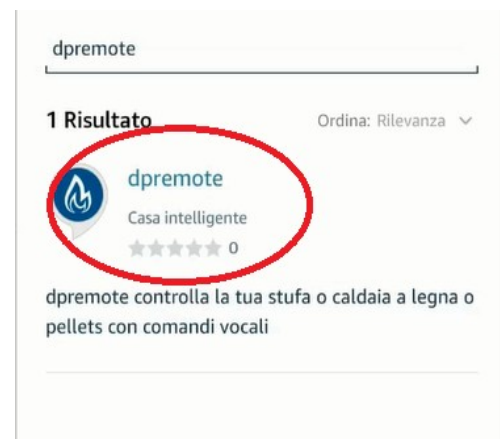 dpremote
1 Risultato
Ordina: Rilevanza
dpremote
Casa intelligente
0
dpremote controlla la tua stufa o caldaia a legna o
pellets con comandi vocali